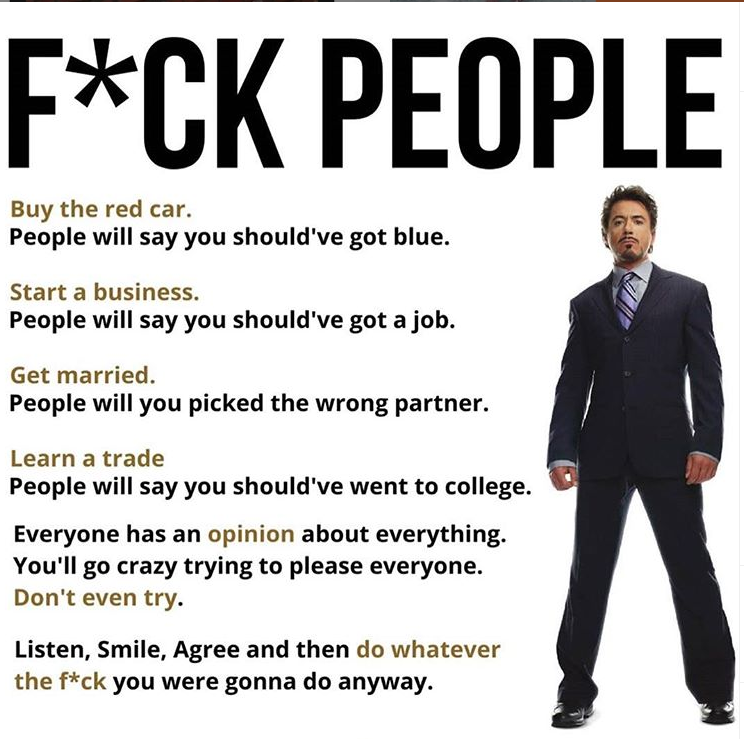 F*CK PEOPLE
Buy the red car.
People will say you should've got blue.
Start a business.
People will say you should've got a job.
Get married.
People will you picked the wrong partner.
Learn a trade
People will say you should've went to college.
Everyone has an opinion about everything.
You'll go crazy trying to please everyone.
Don't even try.
Listen, Smile, Agree and then do whatever
the f*ck you were gonna do anyway.